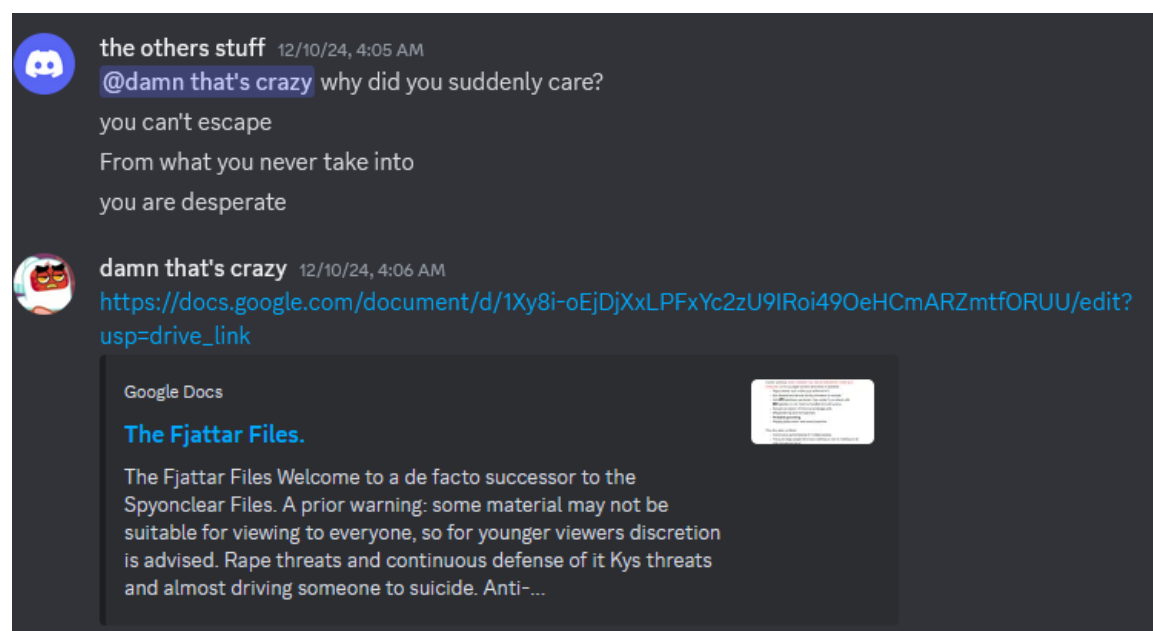 the others stuff 12/10/24, 4:05 AM
@damn that's crazy why did you suddenly care?
you can't escape
From what you never take into
you are desperate
damn that's crazy 12/10/24, 4:06 AM
https://docs.google.com/document/d/1Xy8i-oEjDjXxLPFxYc2zU9IRoi49OeHCmARZmtfORUU/edit?
usp=drive_link
Google Docs
The Fjattar Files.
The Fjattar Files Welcome to a de facto successor to the
Spyonclear Files. A prior warning: some material may not be
suitable for viewing to everyone, so for younger viewers discretion
is advised. Rape threats and continuous defense of it Kys threats
and almost driving someone to suicide. Anti-...